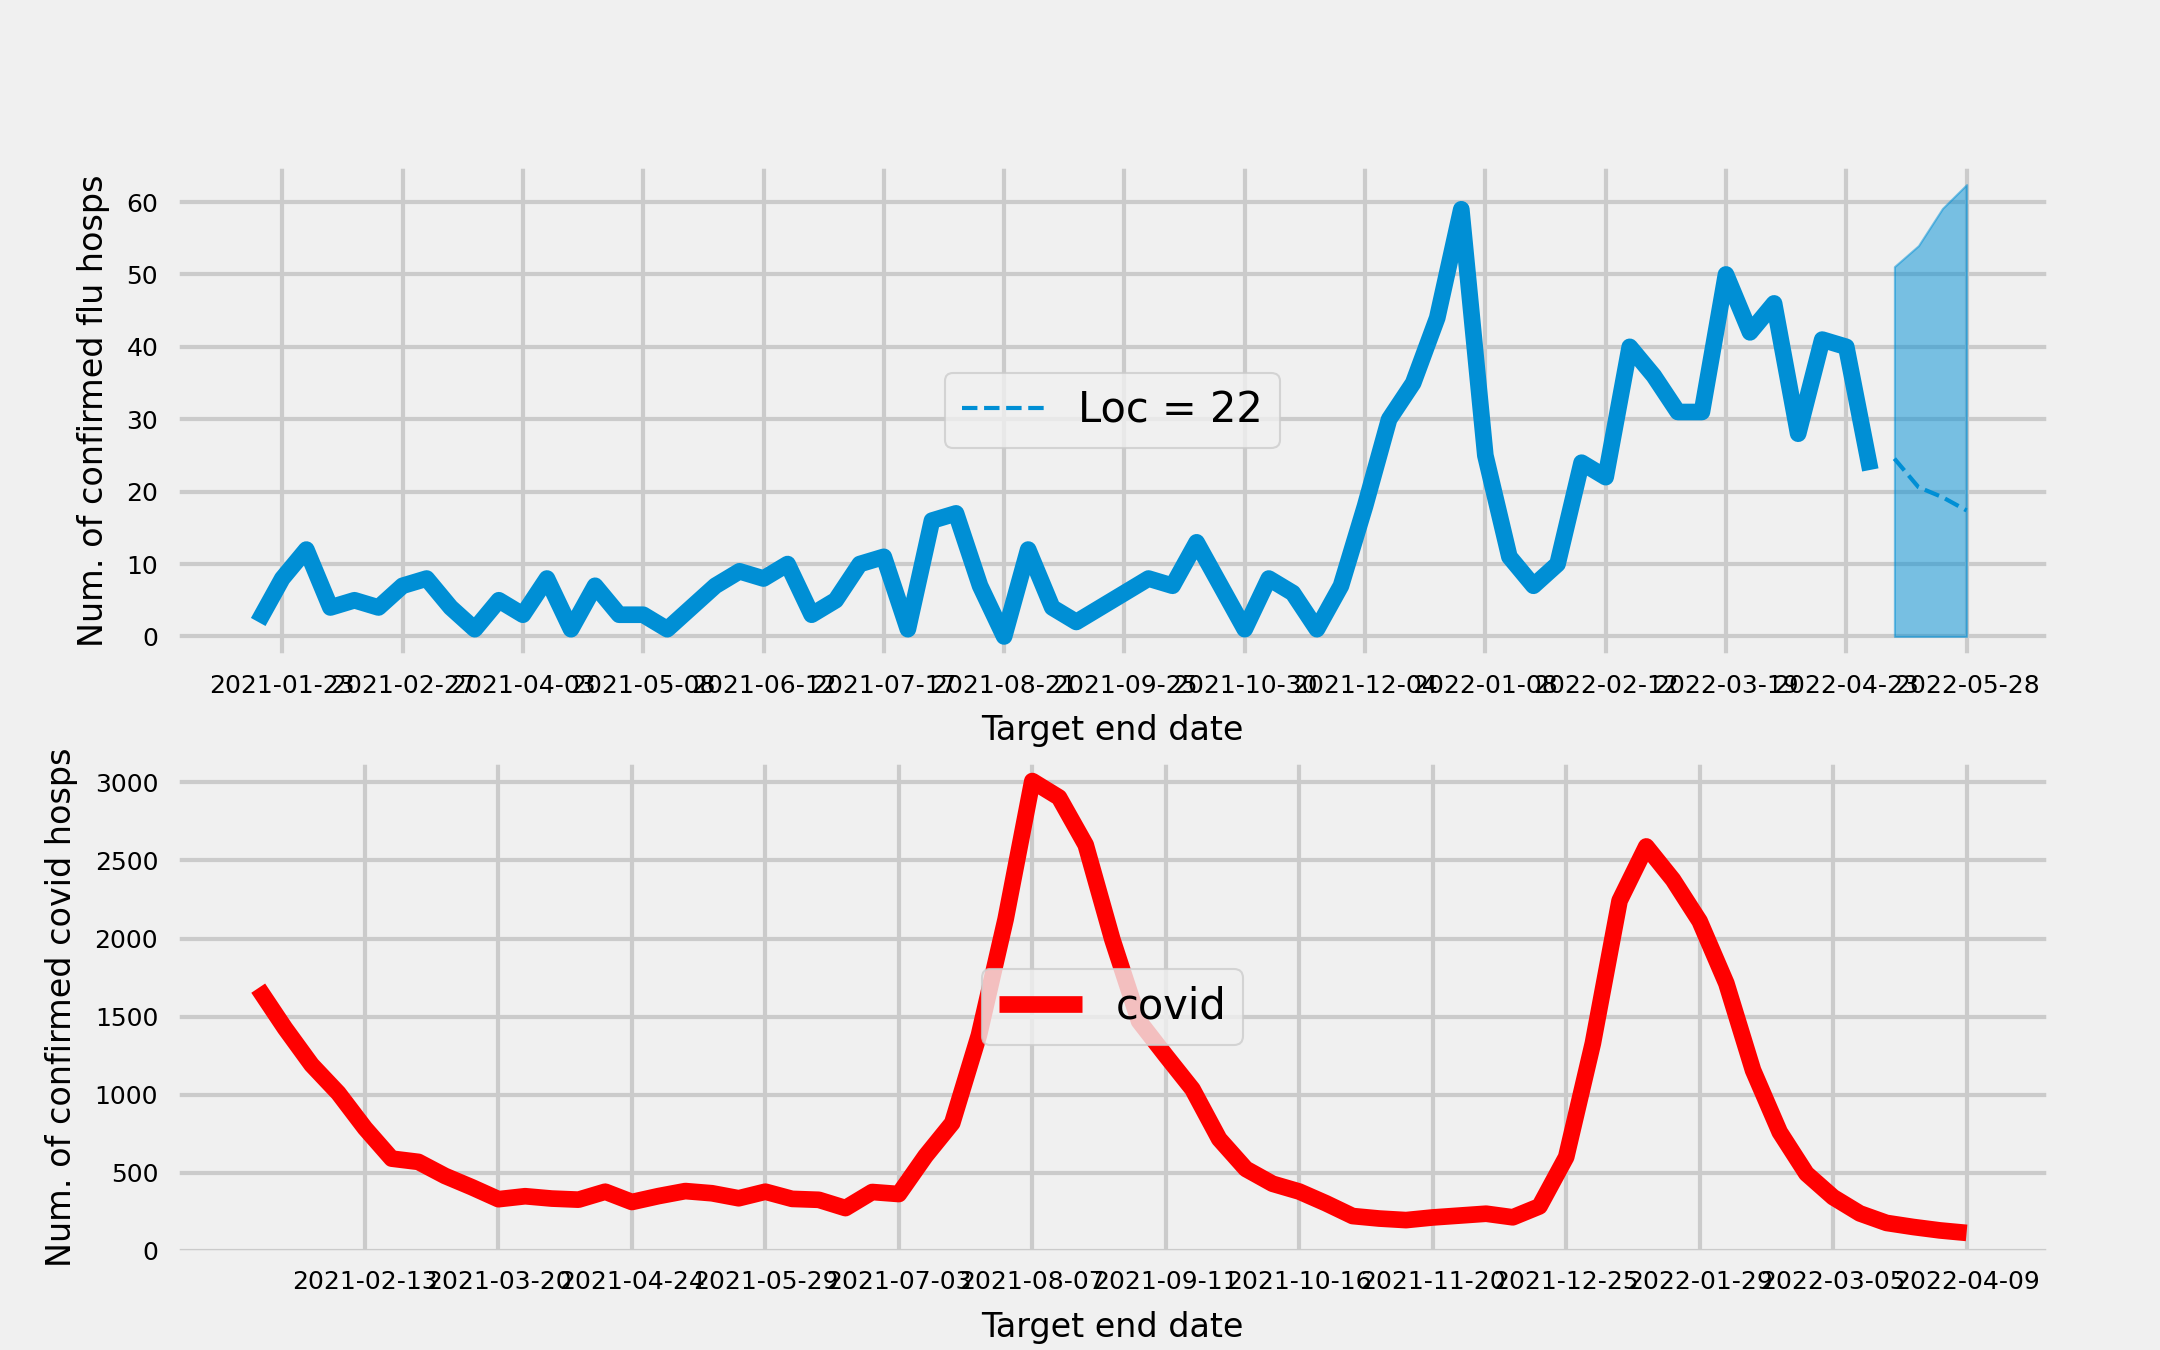 Num. of confirmed flu hosps
60
50
40
30
20
10
0
Loc = 22
2021-01-23 2021-02-27 2021-04-03 2021-05-08 2021-06-12 2021-07-17 2021-08-21 2021-09-25 2021-10-30 2021-12-04 2022-01-08 2022-02-12 2022-03-19 2022-04-23 2022-05-28
Target end date
Num. of confirmed covid hosps
3000
2500
2000
1500
1000
500
0
covid
2021-02-13 2021-03-20 2021-04-24 2021-05-29 2021-07-03 2021-08-07 2021-09-11 2021-10-16 2021-11-20 2021-12-25 2022-01-29 2022-03-05 2022-04-09
Target end date